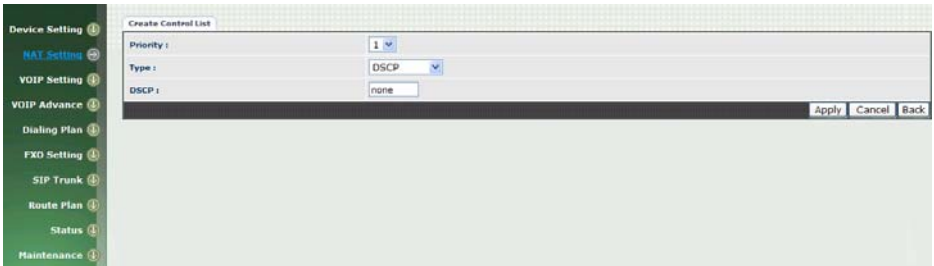 Device Setting
NAT Setting
VOIP Setting
VOIP Advance
Dialing Plan
FXO Setting
SIP Trunk
Route Plan
Status
Maintenance
Create Control List
Priority : 1
Type : DSCP
DSCP : none
Apply Cancel Back